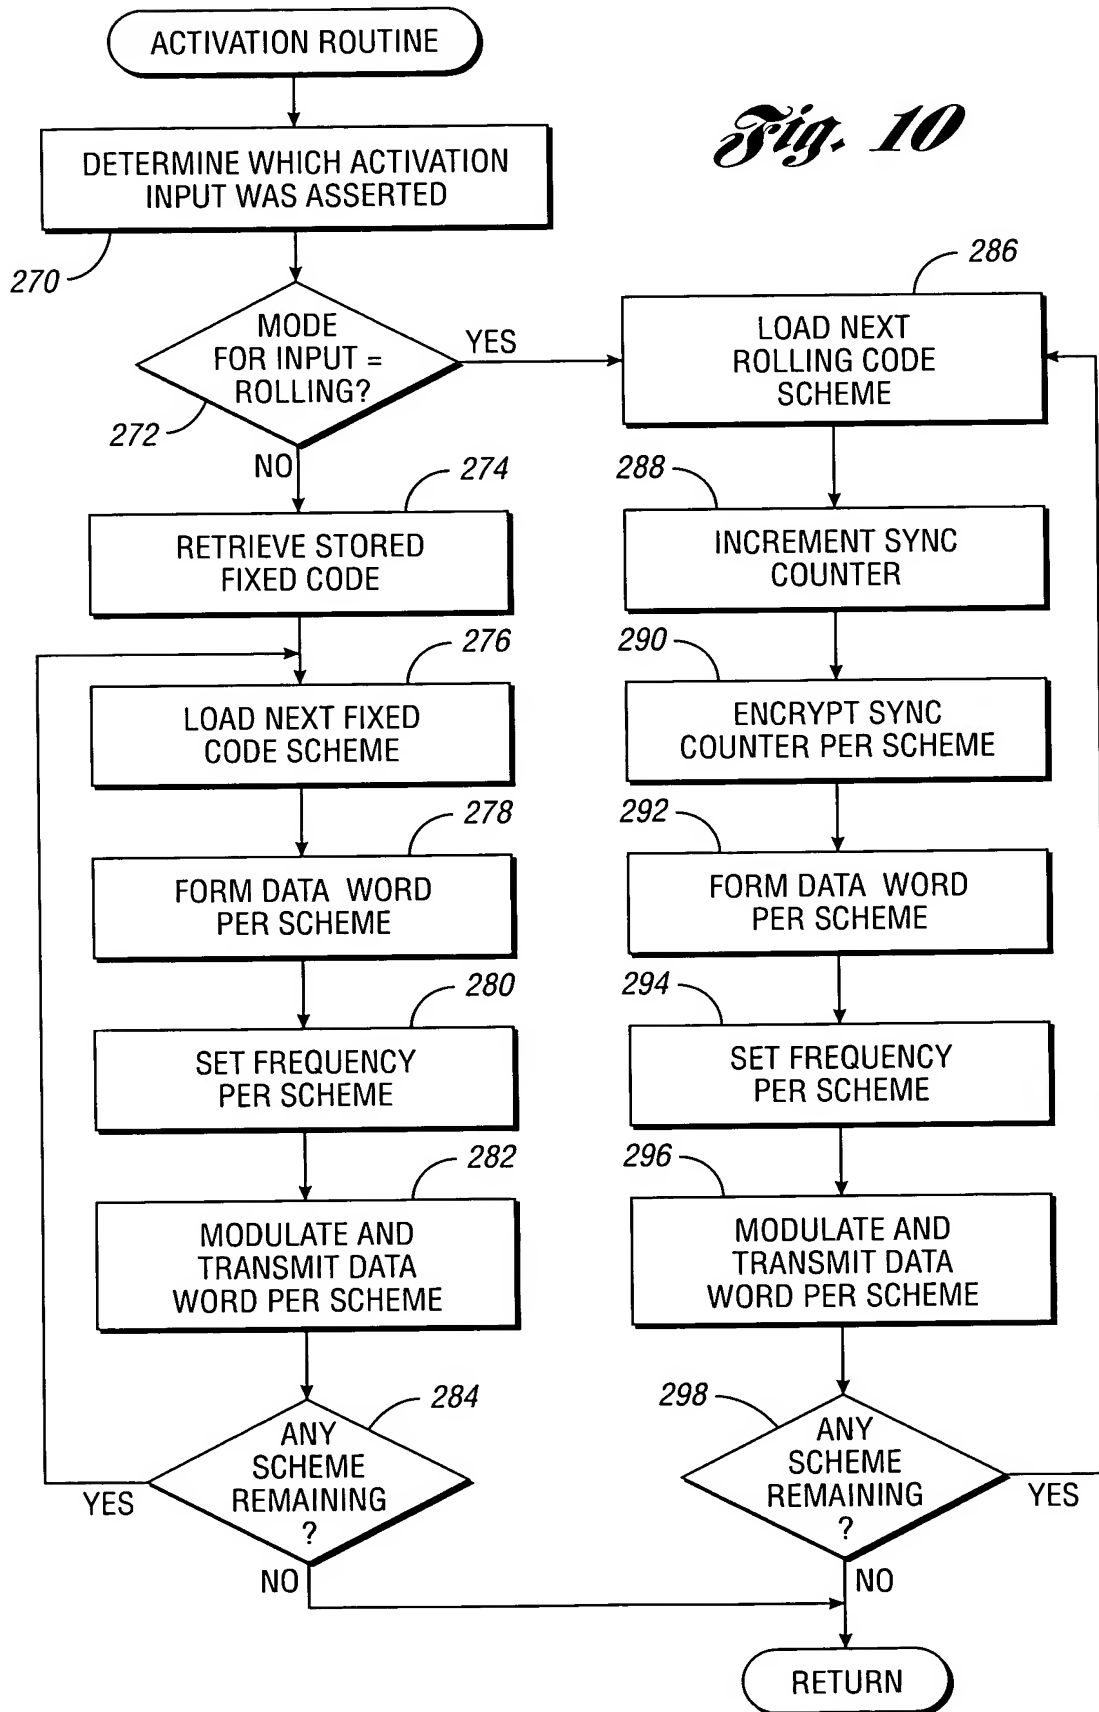 ACTIVATION ROUTINE
Fig. 10
DETERMINE WHICH ACTIVATION
INPUT WAS ASSERTED
270
MODE
FOR INPUT =
ROLLING?
272
YES
NO
274
RETRIEVE STORED
FIXED CODE
276
LOAD NEXT FIXED
CODE SCHEME
278
FORM DATA WORD
PER SCHEME
280
SET FREQUENCY
PER SCHEME
282
MODULATE AND
TRANSMIT DATA
WORD PER SCHEME
284
ANY
SCHEME
REMAINING
?
YES
NO
286
LOAD NEXT
ROLLING CODE
SCHEME
288
INCREMENT SYNC
COUNTER
290
ENCRYPT SYNC
COUNTER PER SCHEME
292
FORM DATA WORD
PER SCHEME
294
SET FREQUENCY
PER SCHEME
296
MODULATE AND
TRANSMIT DATA
WORD PER SCHEME
298
ANY
SCHEME
REMAINING
?
YES
NO
RETURN